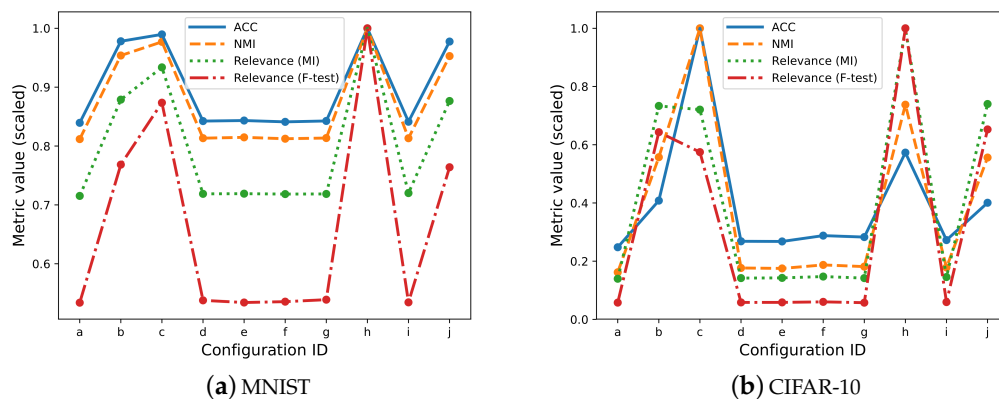 1.0
0.9
0.8
0.7
0.6
Metric value (scaled)
ACC
NMI
Relevance (MI)
Relevance (F-test)
a b c d e f g h i j
Configuration ID
(a) MNIST
1.0
0.8
0.6
0.4
0.2
0.0
Metric value (scaled)
ACC
NMI
Relevance (MI)
Relevance (F-test)
a b c d e f g h i j
Configuration ID
(b) CIFAR-10